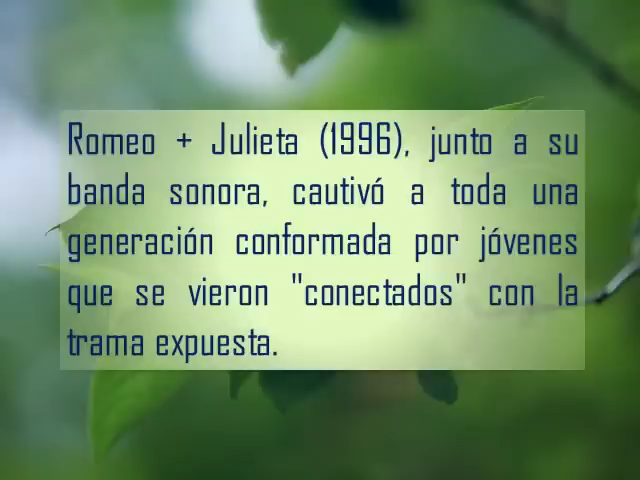 Romeo + Julieta (1996), junto a su
banda sonora, cautivó a toda una
generación conformada por jóvenes
que se vieron "conectados" con la
trama expuesta.